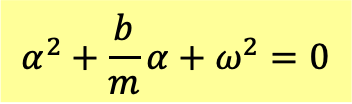 α² + b/m α + ω² = 0